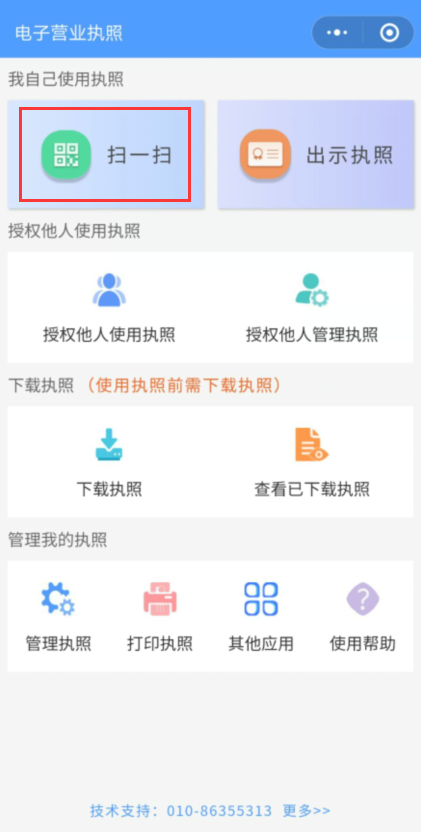 电子营业执照
我自己使用执照
扫一扫 出示执照
授权他人使用执照
授权他人使用执照 授权他人管理执照
下载执照（使用执照前需下载执照）
下载执照 查看已下载执照
管理我的执照
管理执照 打印执照 其他应用 使用帮助
技术支持：010-86355313 更多>>